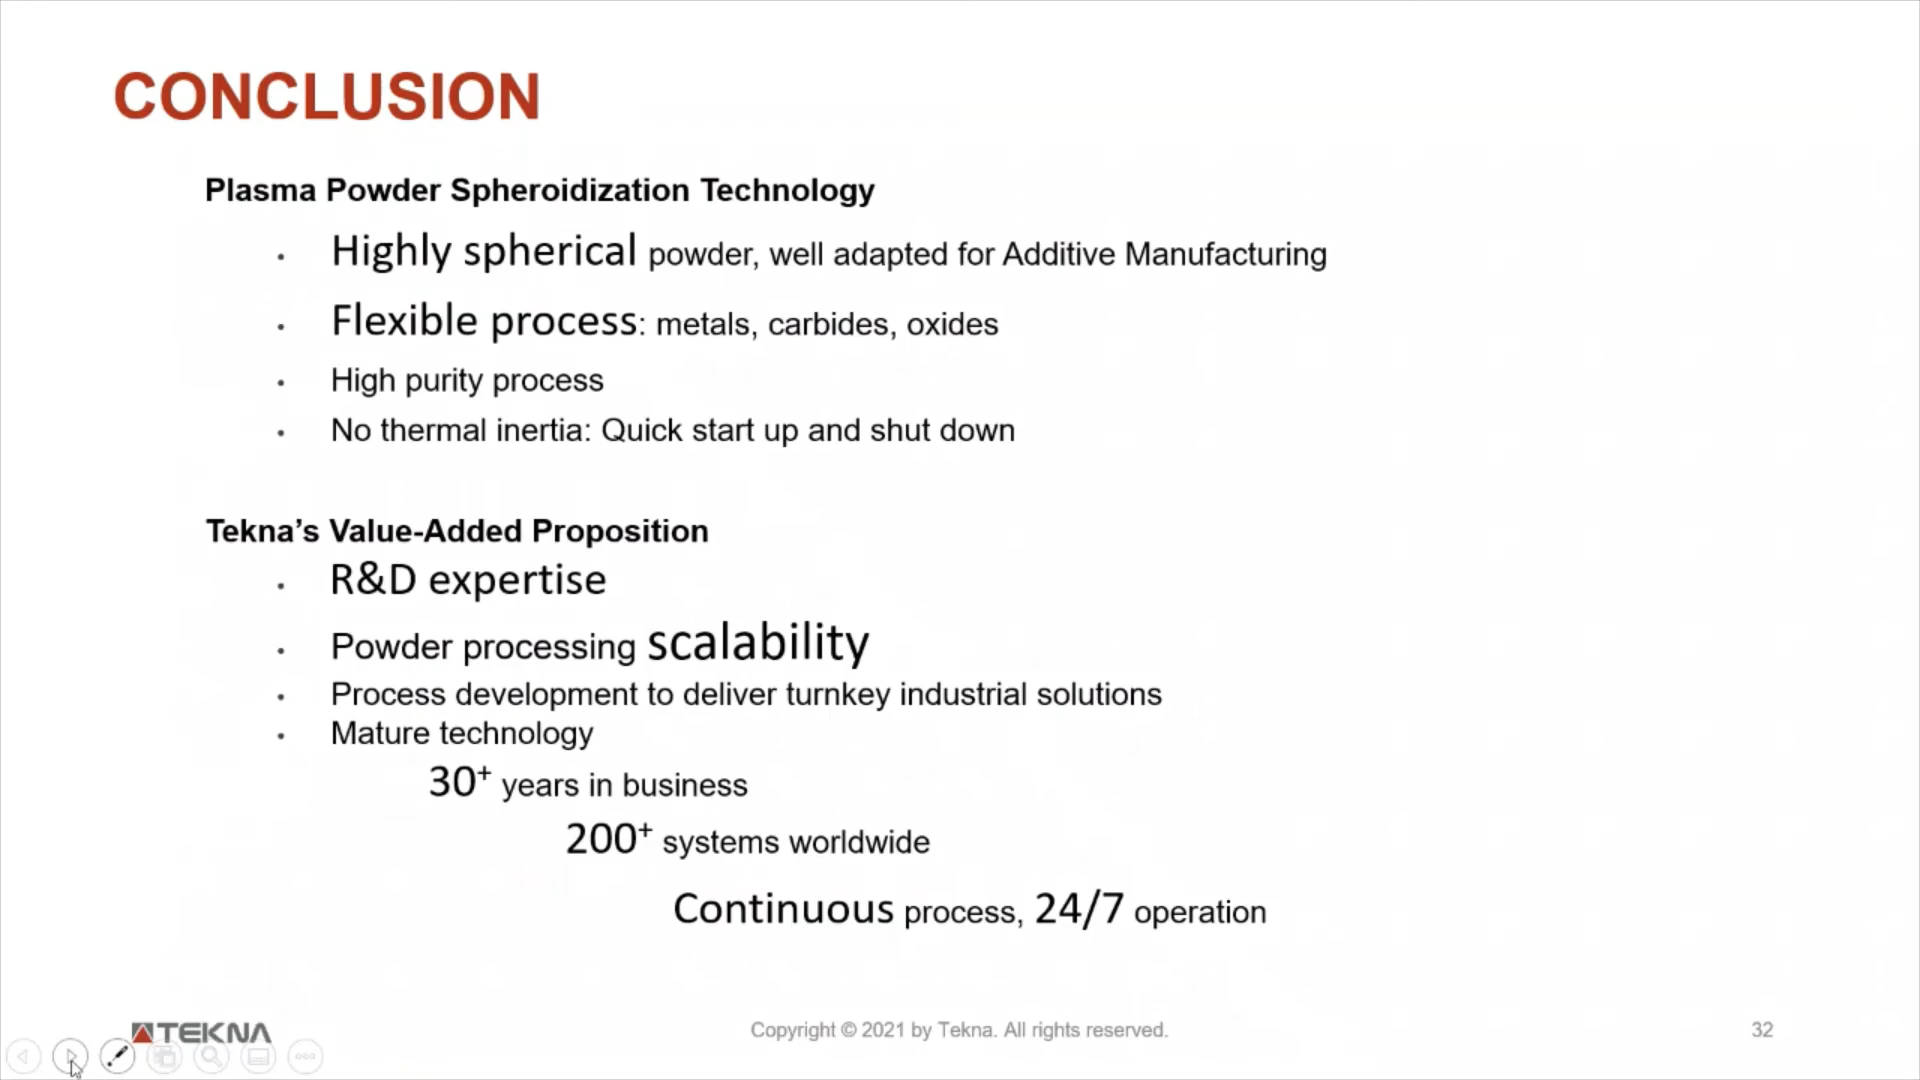 CONCLUSION
Plasma Powder Spheroidization Technology
• Highly spherical powder, well adapted for Additive Manufacturing
• Flexible process: metals, carbides, oxides
• High purity process
• No thermal inertia: Quick start up and shut down
Tekna’s Value-Added Proposition
• R&D expertise
• Powder processing scalability
• Process development to deliver turnkey industrial solutions
• Mature technology
30+ years in business
200+ systems worldwide
Continuous process, 24/7 operation
TEKNA
Copyright © 2021 by Tekna. All rights reserved.
32